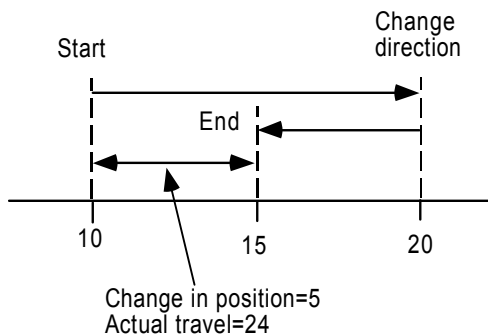 Change
direction
Start
End
10
15
20
Change in position=5
Actual travel=24